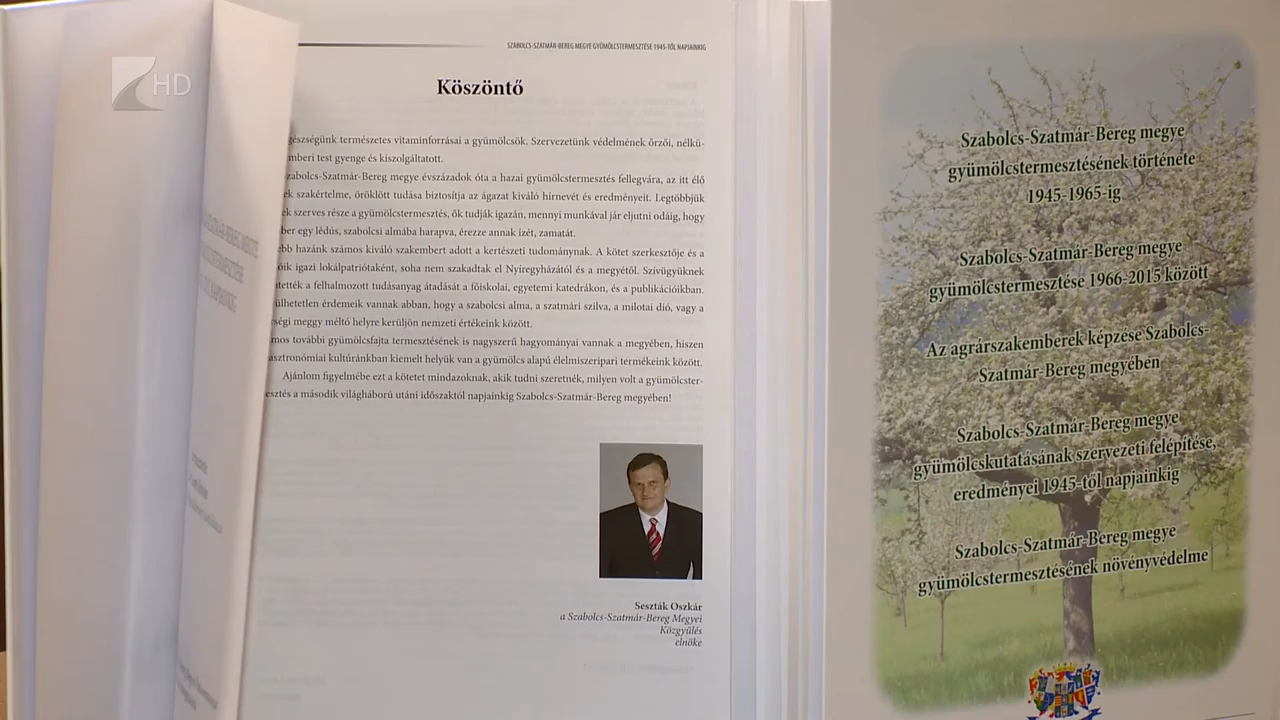 HD
SZABOLCS-SZATMÁR-BEREG MEGYE GYÜMÖLCSTERMESZTÉSE 1945-TŐL NAPJAINKIG
Köszöntő
gészségünk természetes vitaminforrásai a gyümölcsök. Szervezetünk védelmének őrzői, nélkü-
mberi test gyenge és kiszolgáltatott.
zabolcs-Szatmár-Bereg megye évszázadok óta a hazai gyümölcstermesztés fellegvára, az itt élő
ek szakértelme, öröklött tudása biztosítja az ágazat kiváló hírnevét és eredményeit. Legtöbbjük
ek szerves része a gyümölcstermesztés, ők tudják igazán, mennyi munkával jár eljutni odáig, hogy
ber egy lédús, szabolcsi almába harapva, érezze annak ízét, zamatát.
ebb hazánk számos kiváló szakembert adott a kertészeti tudománynak. A kötet szerkesztője és a
őik igazi lokálpatriótaként, soha nem szakadtak el Nyíregyházától és a megyétől. Szívügyüknek
tették a felhalmozott tudásanyag átadását a főiskolai, egyetemi katedrákon, és a publikációikban.
ülhetetlen érdemeik vannak abban, hogy a szabolcsi alma, a szatmári szilva, a milotai dió, vagy a
ségi meggy méltó helyre kerüljön nemzeti értékeink között.
mos további gyümölcsfajta termesztésének is nagyszerű hagyományai vannak a megyében, hiszen
asztronómiai kultúránkban kiemelt helyük van a gyümölcs alapú élelmiszeripari termékeink között.
Ajánlom figyelmébe ezt a kötetet mindazoknak, akik tudni szeretnék, milyen volt a gyümölcster-
esztés a második világháború utáni időszaktól napjainkig Szabolcs-Szatmár-Bereg megyében!
Seszták Oszkár
a Szabolcs-Szatmár-Bereg Megyei
Közgyűlés
elnöke
Szabolcs-Szatmár-Bereg megye
gyümölcstermesztésének története
1945-1965-ig
Szabolcs-Szatmár-Bereg megye
gyümölcstermesztése 1966-2015 között
Az agrárszakemberek képzése Szabolcs-
Szatmár-Bereg megyében
Szabolcs-Szatmár-Bereg megye
gyümölcskutatásának szervezeti felépítése,
eredményei 1945-től napjainkig
Szabolcs-Szatmár-Bereg megye
gyümölcstermesztésének növényvédelme